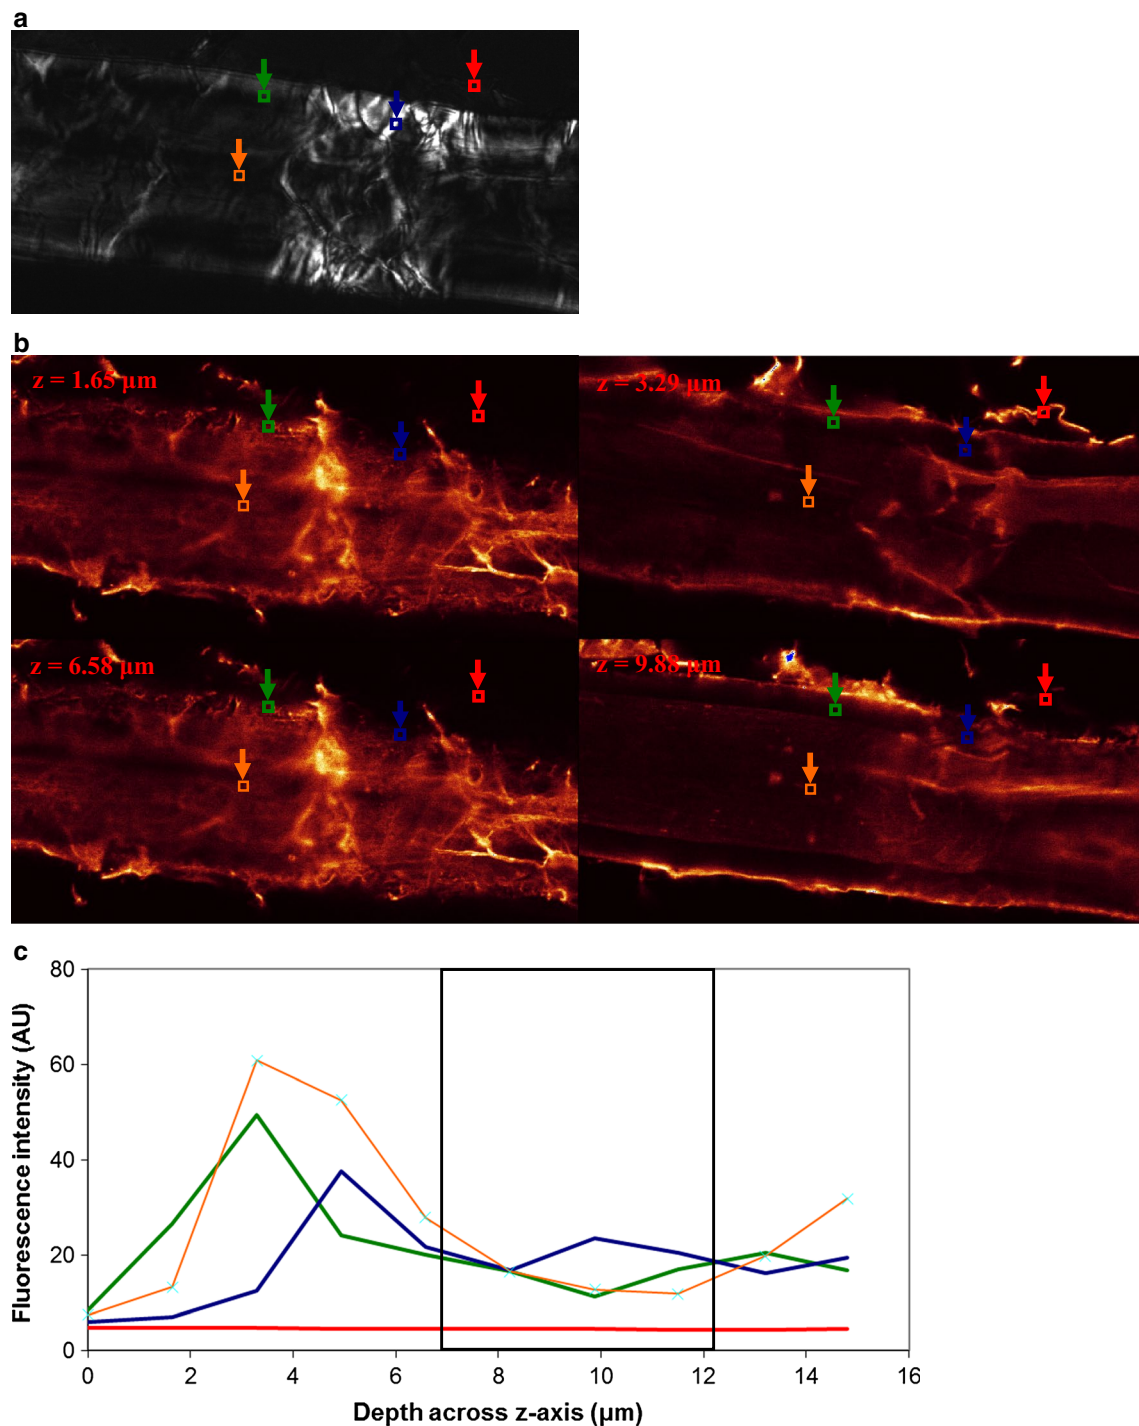 a
b
z = 1.65 µm
z = 3.29 µm
z = 6.58 µm
z = 9.88 µm
c
80
60
40
20
0
Fluorescence intensity (AU)
0 2 4 6 8 10 12 14 16
Depth across z-axis (µm)